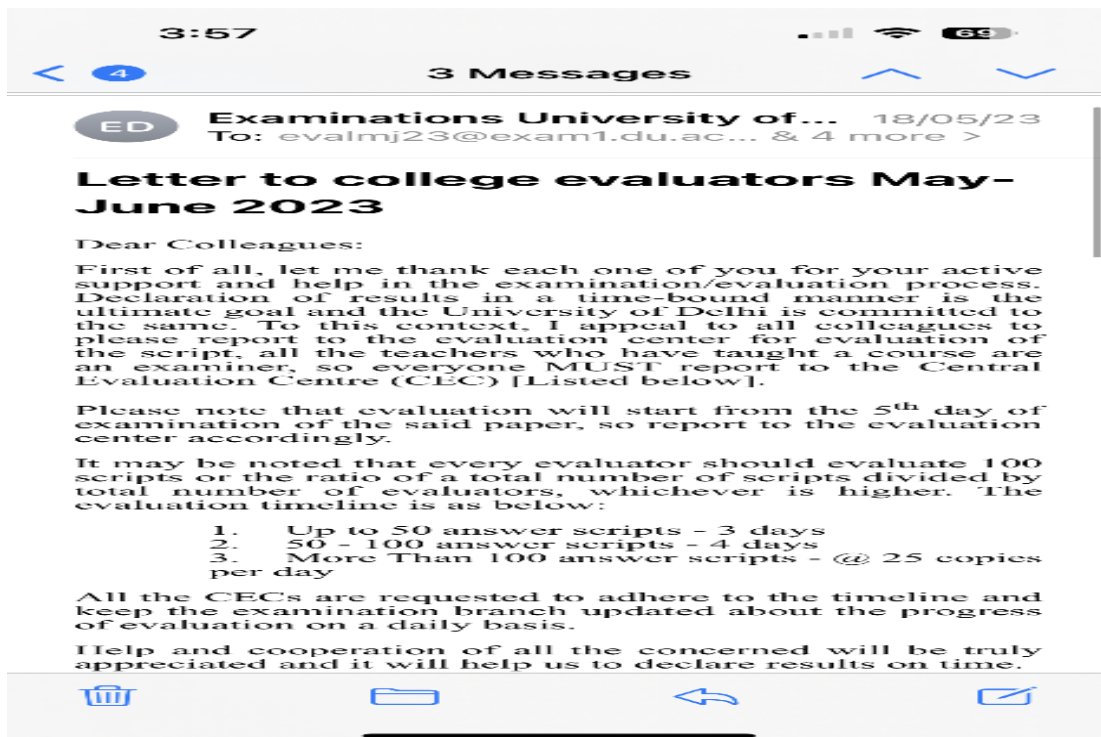 3:57
69
4
3 Messages
ED
Examinations University of... 18/05/23
To: evalmj23@exam1.du.ac... & 4 more >
Letter to college evaluators May-
June 2023
Dear Colleagues:
First of all, let me thank each one of you for your active
support and help in the examination/evaluation process.
Declaration of results in a time-bound manner is the
ultimate goal and the University of Delhi is committed to
the same. To this context, I appeal to all colleagues to
please report to the evaluation center for evaluation of
the script, all the teachers who have taught a course are
an examiner, so everyone MUST report to the Central
Evaluation Centre (CEC) [Listed below].
Please note that evaluation will start from the 5th day of
examination of the said paper, so report to the evaluation
center accordingly.
It may be noted that every evaluator should evaluate 100
scripts or the ratio of a total number of scripts divided by
total number of evaluators, whichever is higher. The
evaluation timeline is as below:
1. Up to 50 answer scripts - 3 days
2. 50 - 100 answer scripts - 4 days
3. More Than 100 answer scripts - @ 25 copies
per day
All the CECs are requested to adhere to the timeline and
keep the examination branch updated about the progress
of evaluation on a daily basis.
Help and cooperation of all the concerned will be truly
appreciated and it will help us to declare results on time.